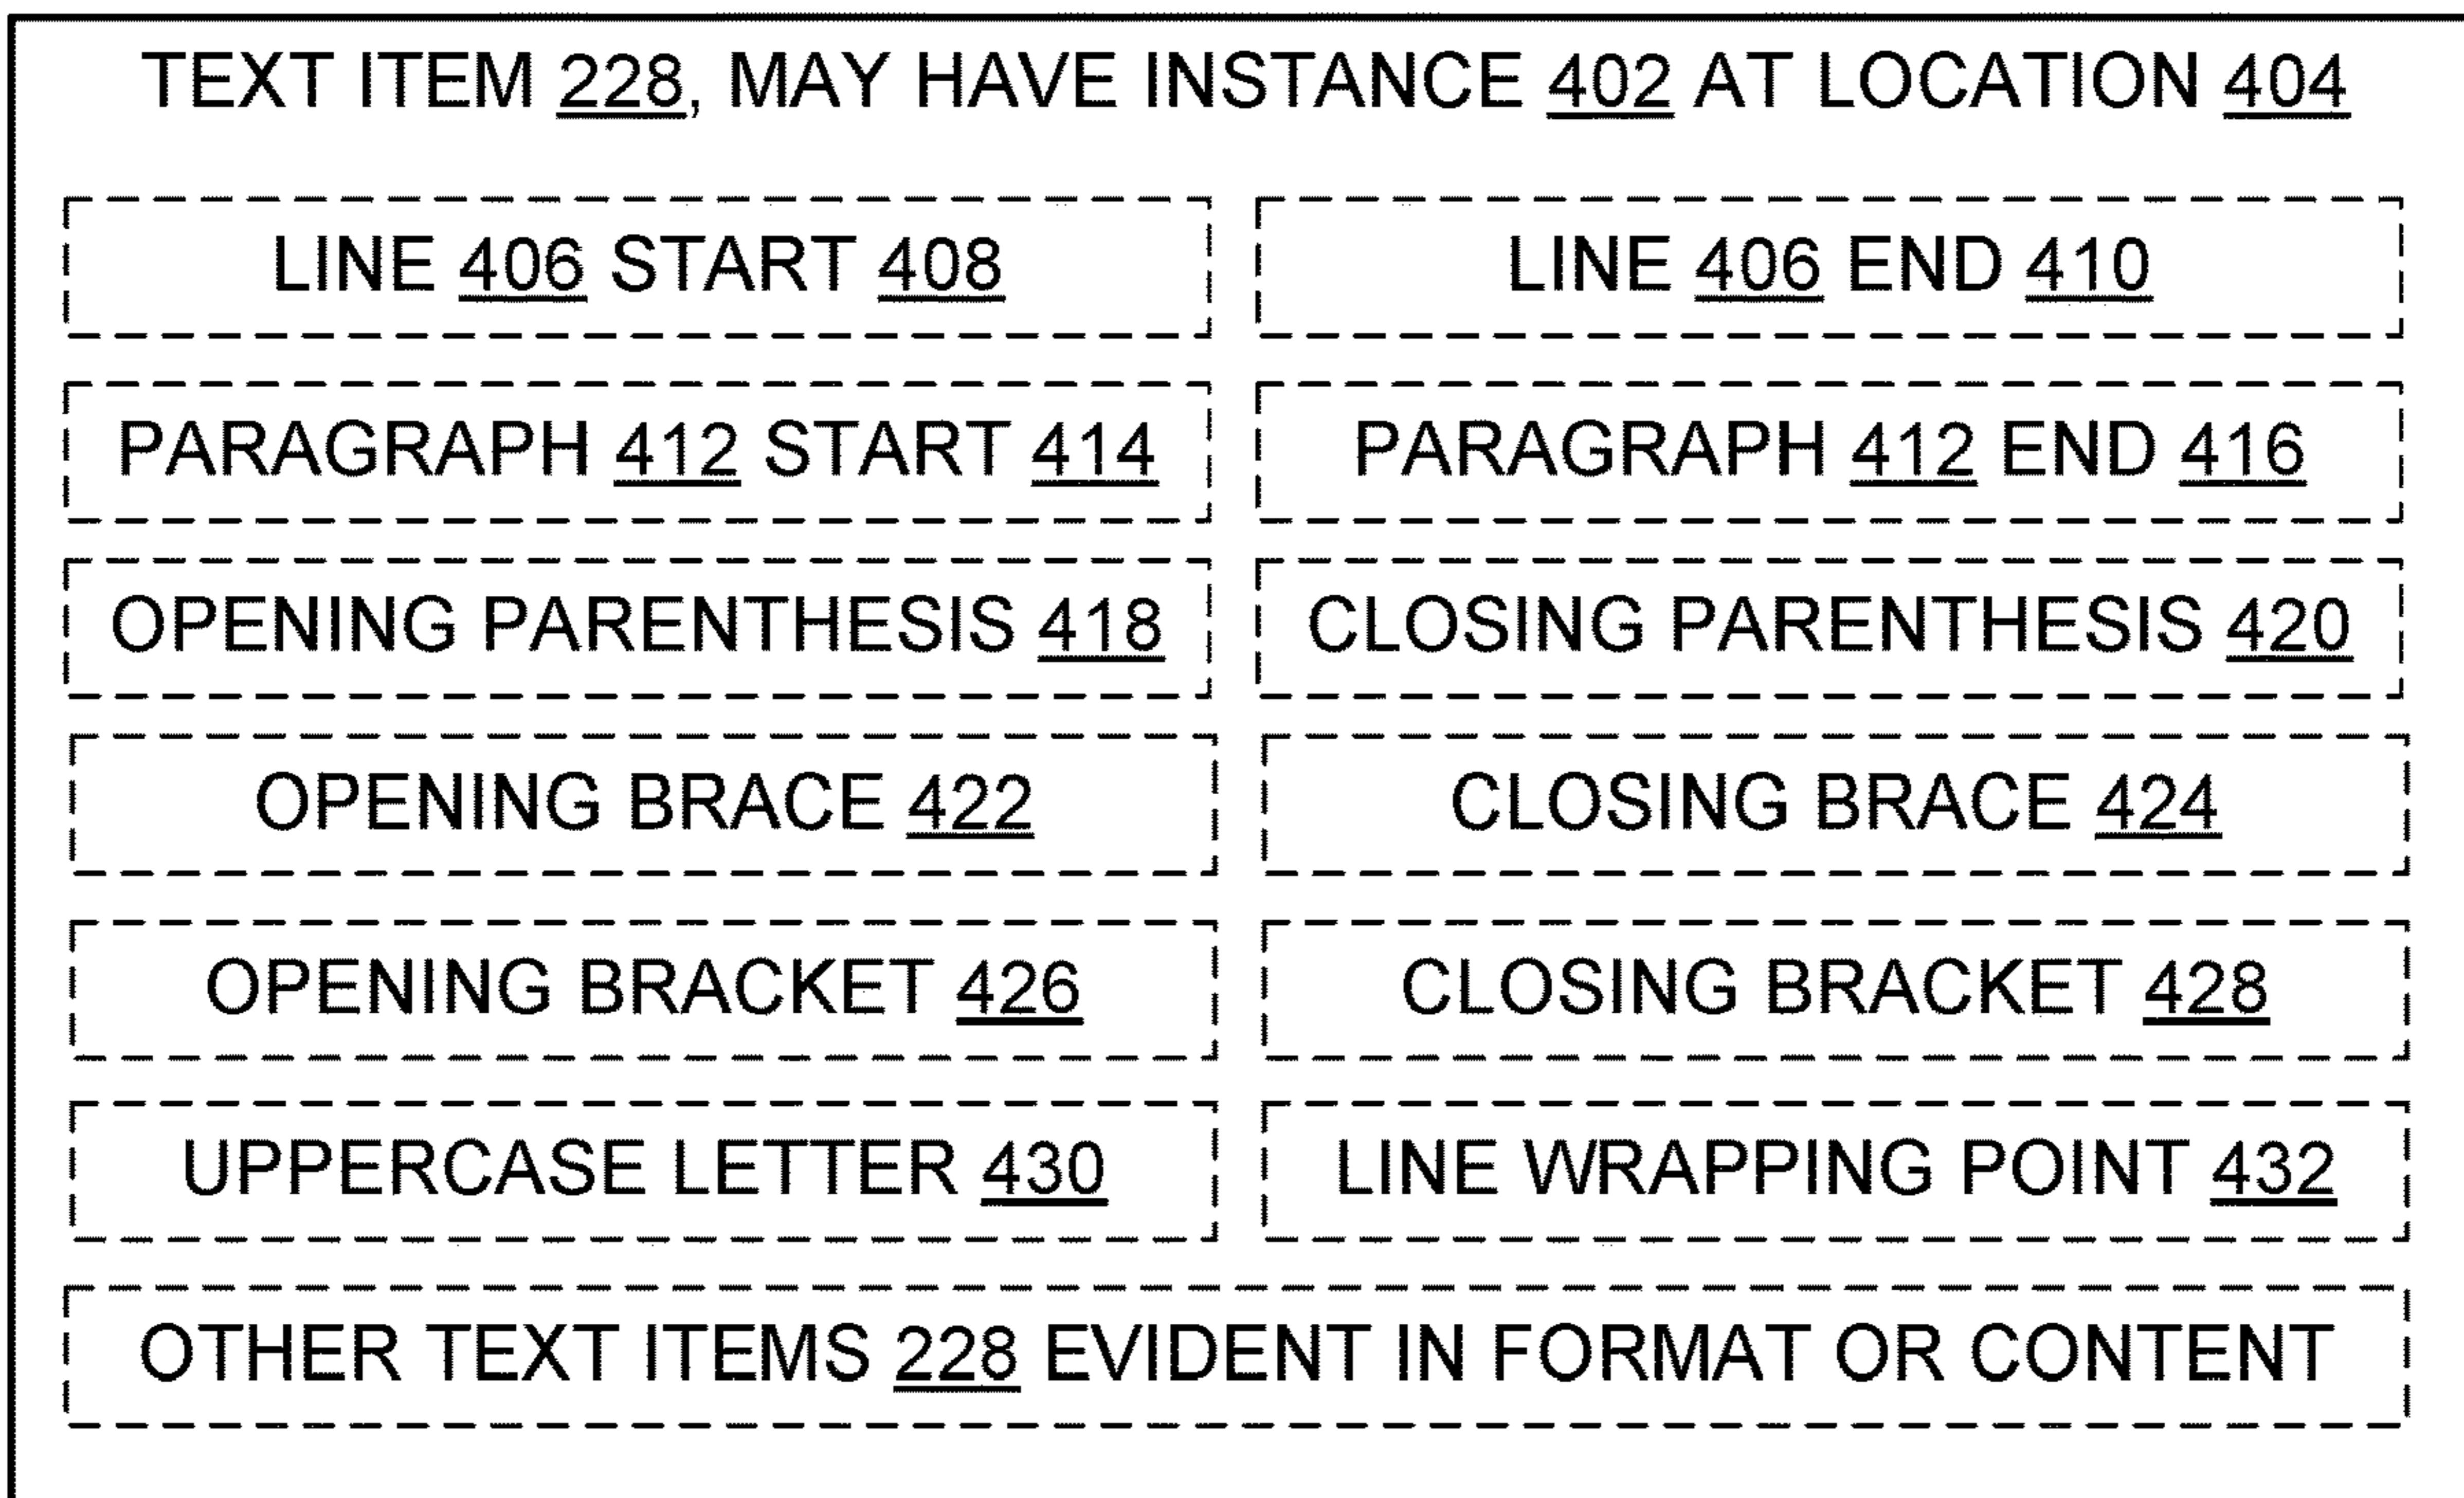 TEXT ITEM 228, MAY HAVE INSTANCE 402 AT LOCATION 404
LINE 406 START 408
LINE 406 END 410
PARAGRAPH 412 START 414
PARAGRAPH 412 END 416
OPENING PARENTHESIS 418
CLOSING PARENTHESIS 420
OPENING BRACE 422
CLOSING BRACE 424
OPENING BRACKET 426
CLOSING BRACKET 428
UPPERCASE LETTER 430
LINE WRAPPING POINT 432
OTHER TEXT ITEMS 228 EVIDENT IN FORMAT OR CONTENT